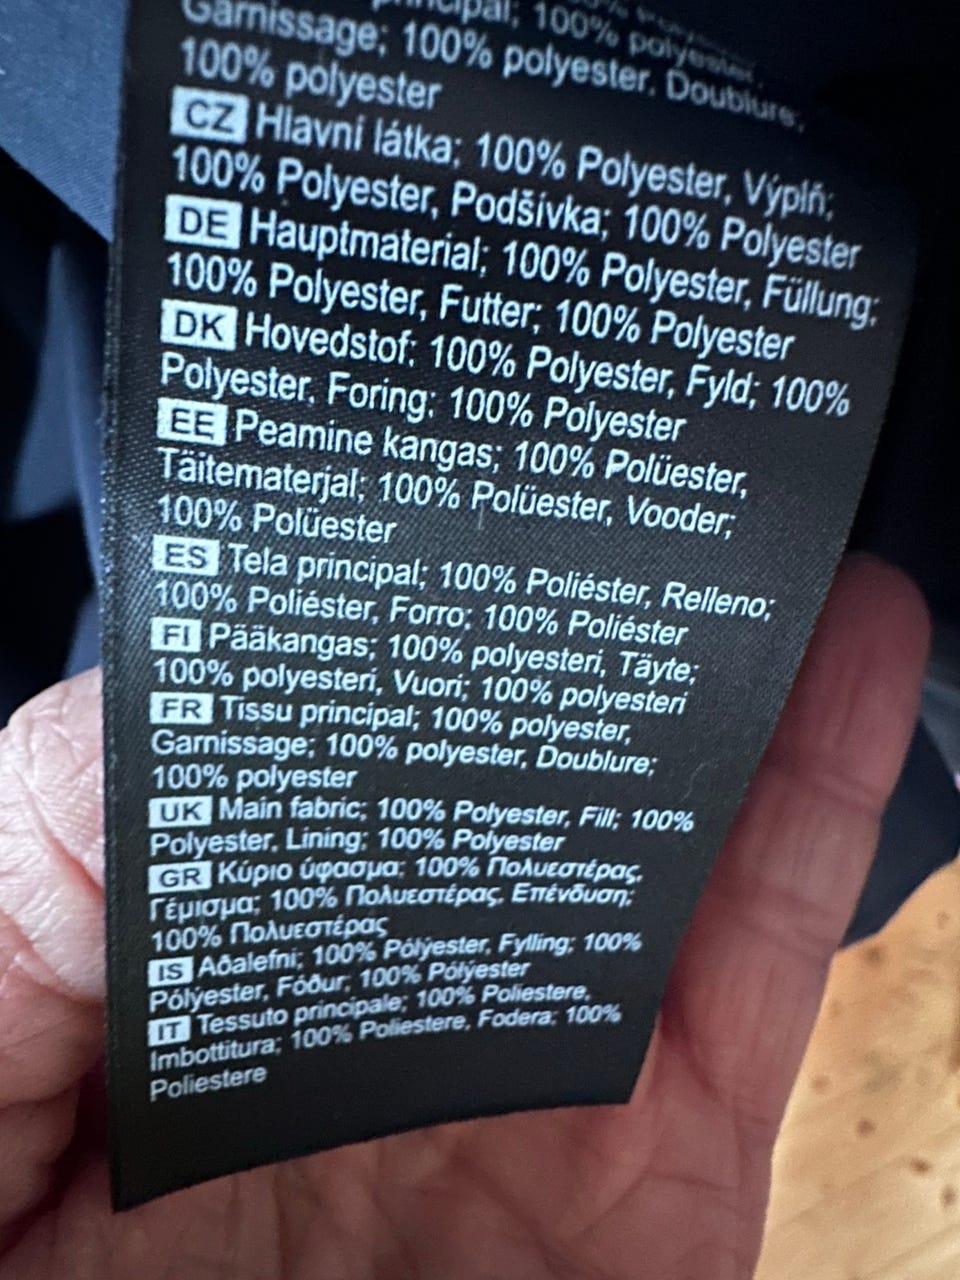 principal; 100% polyester,
Garnissage; 100% polyester, Doublure;
100% polyester
CZ Hlavní látka; 100% Polyester, Výplň;
100% Polyester, Podšívka; 100% Polyester
DE Hauptmaterial; 100% Polyester, Füllung;
100% Polyester, Futter; 100% Polyester
DK Hovedstof; 100% Polyester, Fyld; 100%
Polyester, Foring; 100% Polyester
EE Peamine kangas; 100% Polüester,
Täitematerjal; 100% Polüester, Vooder;
100% Polüester
ES Tela principal; 100% Poliéster, Relleno;
100% Poliéster, Forro; 100% Poliéster
FI Pääkangas; 100% polyesteri, Täyte;
100% polyesteri, Vuori; 100% polyesteri
FR Tissu principal; 100% polyester,
Garnissage; 100% polyester, Doublure;
100% polyester
UK Main fabric; 100% Polyester, Fill; 100%
Polyester, Lining; 100% Polyester
GR Κύριο ύφασμα; 100% Πολυεστέρας,
Γέμισμα; 100% Πολυεστέρας, Επένδυση;
100% Πολυεστέρας
IS Aðalefni; 100% Pólýester, Fylling; 100%
Pólýester, Fóður; 100% Pólýester
IT Tessuto principale; 100% Poliestere,
Imbottitura; 100% Poliestere, Fodera; 100%
Poliestere